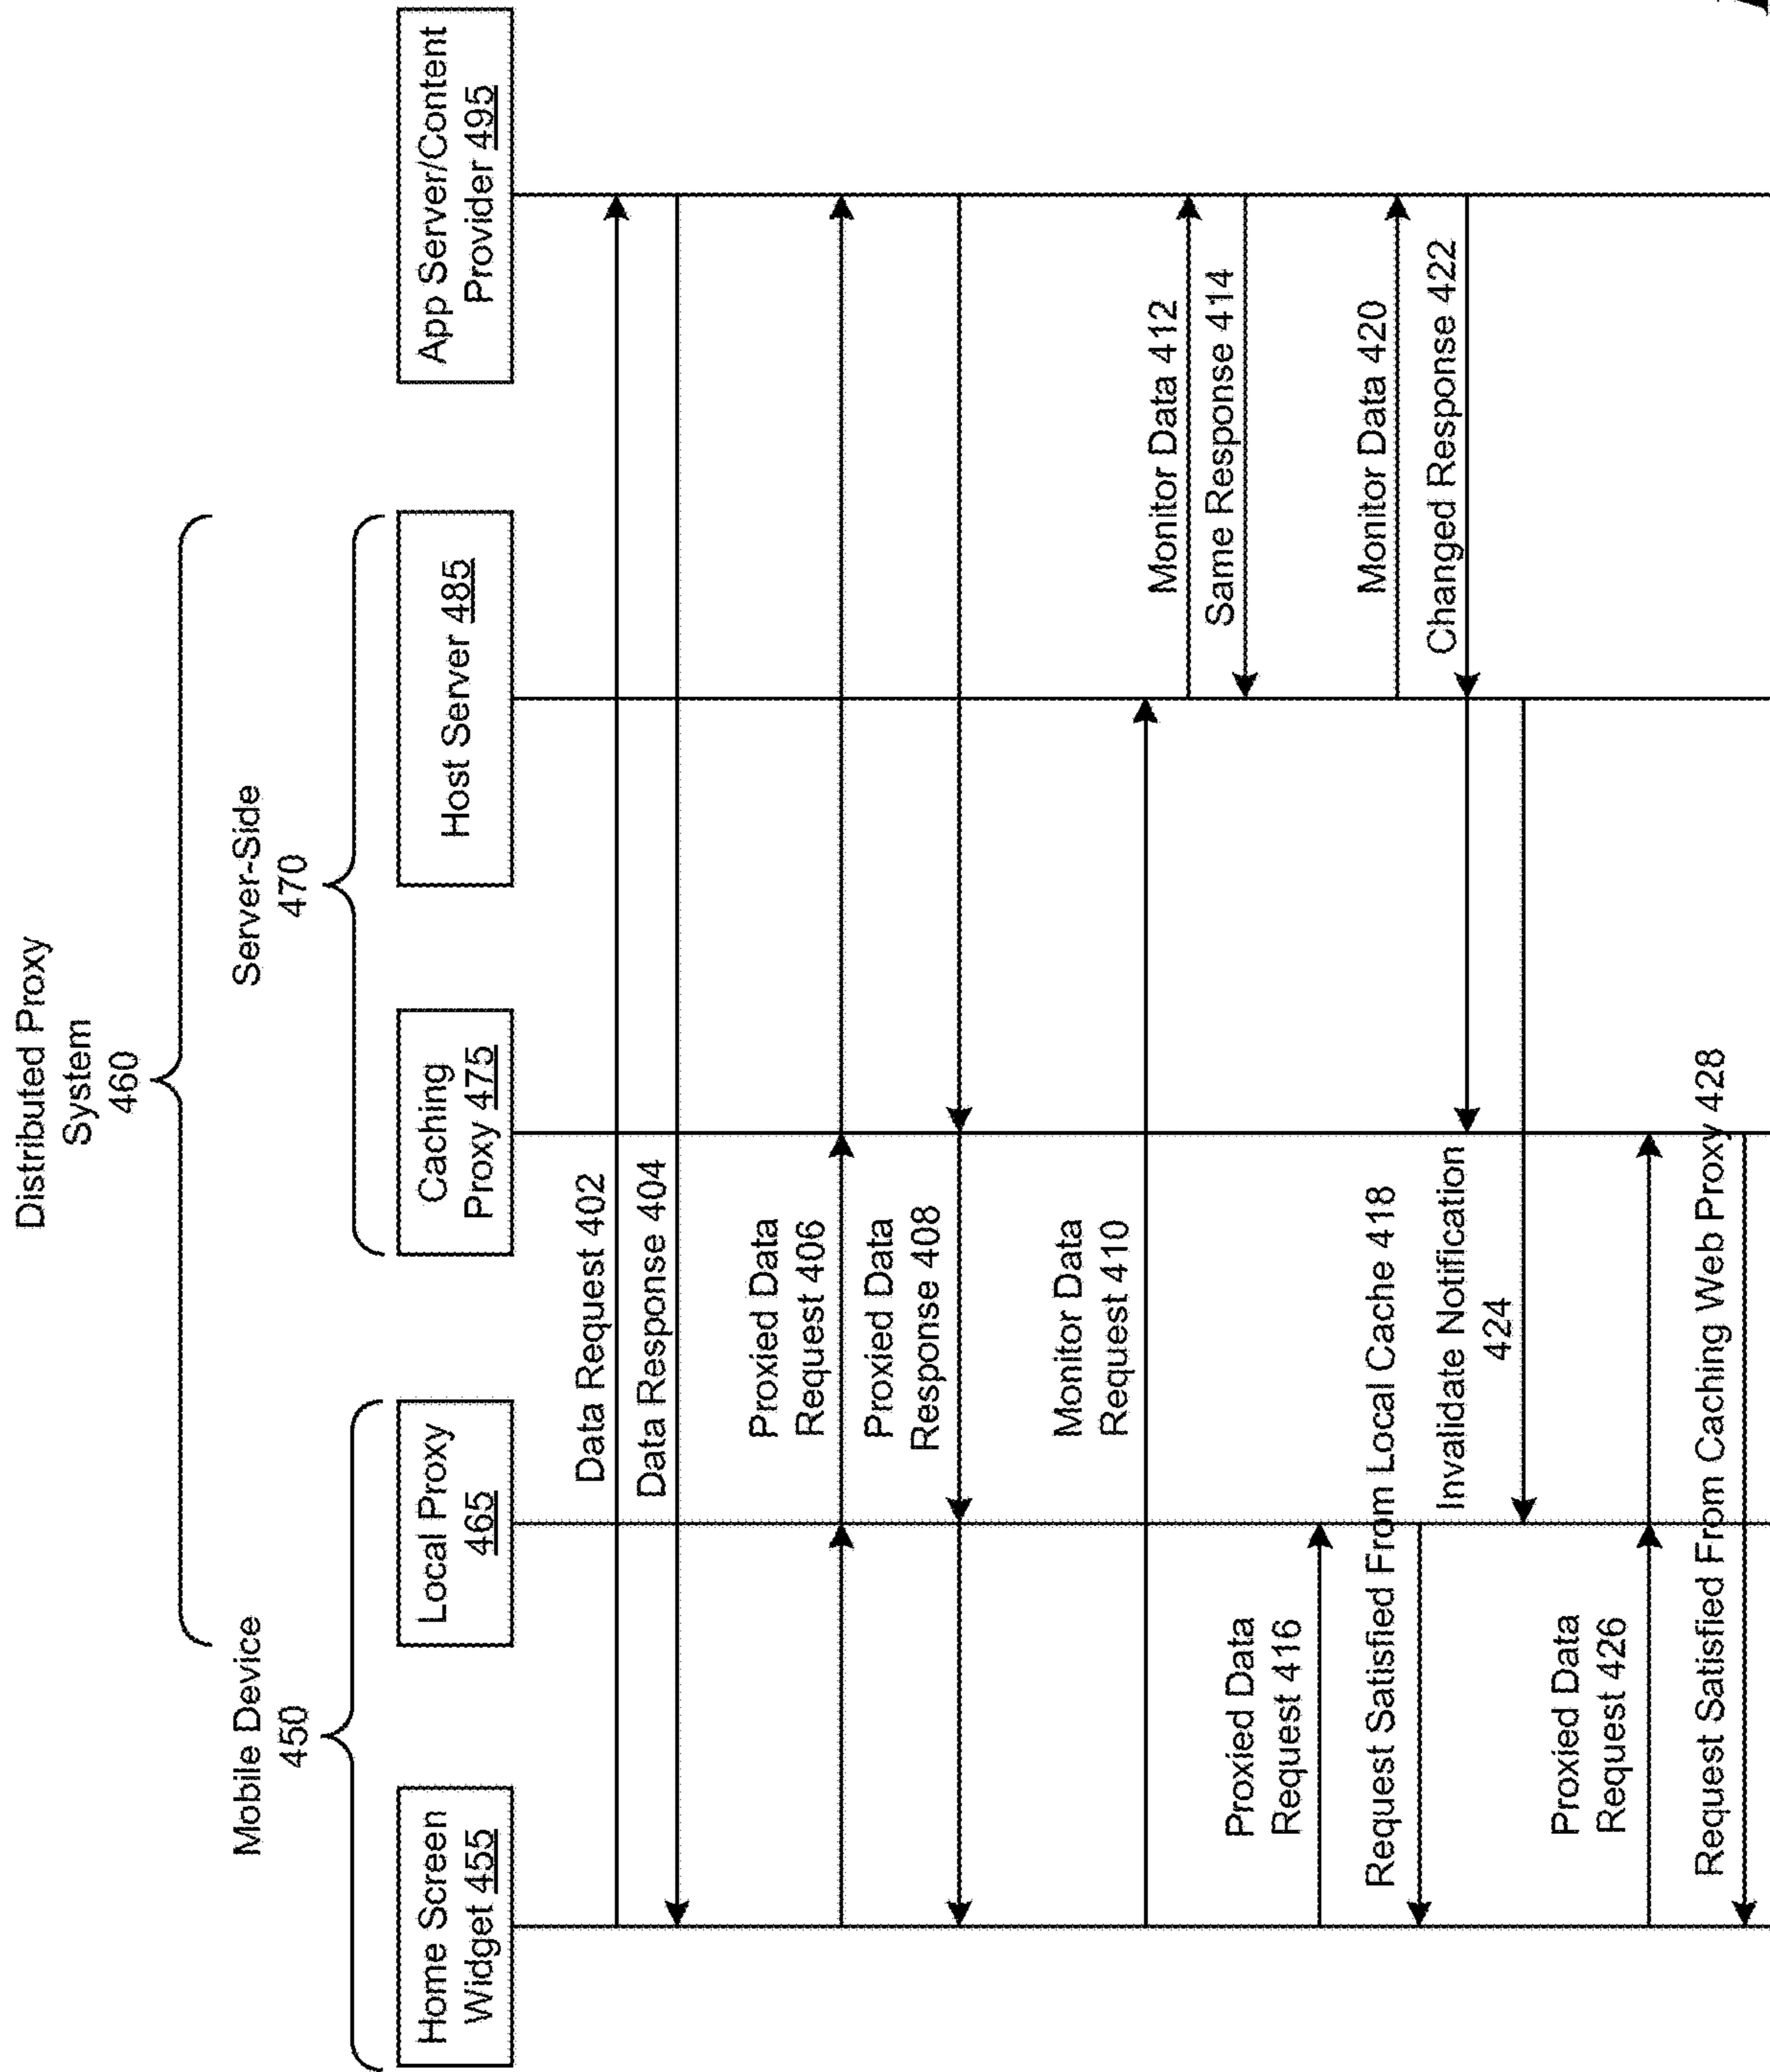 Distributed Proxy
System
460
Mobile Device
450
Server-Side
470
Home Screen
Widget 455
Local Proxy
465
Caching
Proxy 475
Host Server 485
App Server/Content
Provider 495
Data Request 402
Data Response 404
Proxied Data
Request 406
Proxied Data
Response 408
Monitor Data
Request 410
Monitor Data 412
Same Response 414
Proxied Data
Request 416
Request Satisfied From Local Cache 418
Monitor Data 420
Changed Response 422
Invalidate Notification
424
Proxied Data
Request 426
Request Satisfied From Caching Web Proxy 428